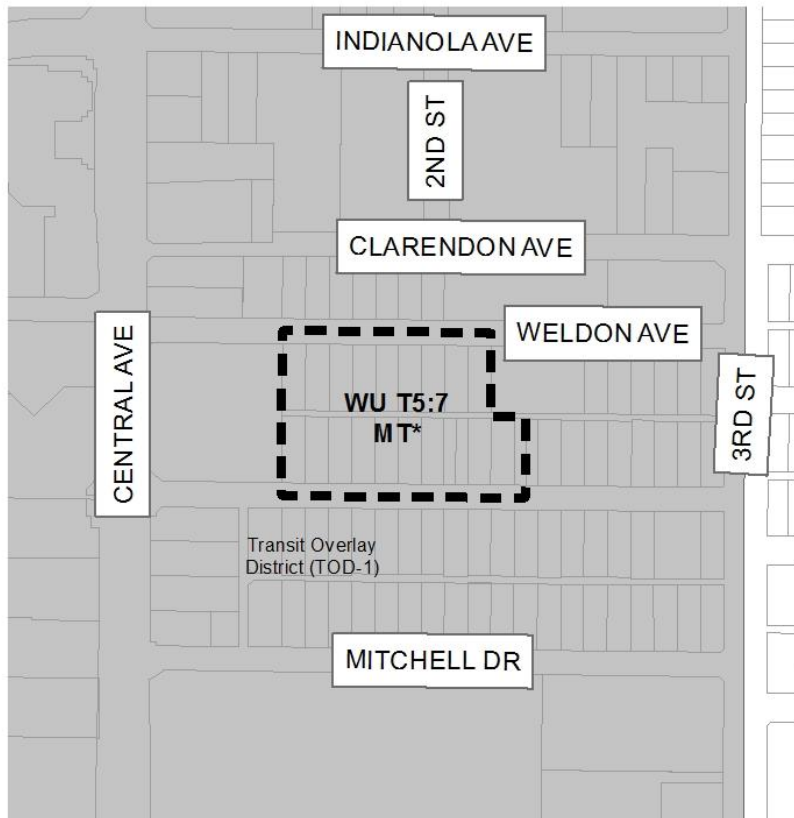 INDIANOLA AVE
2ND ST
CLARENDON AVE
WELDON AVE
CENTRAL AVE
3RD ST
WU T5:7
MT*
Transit Overlay
District (TOD-1)
MITCHELL DR